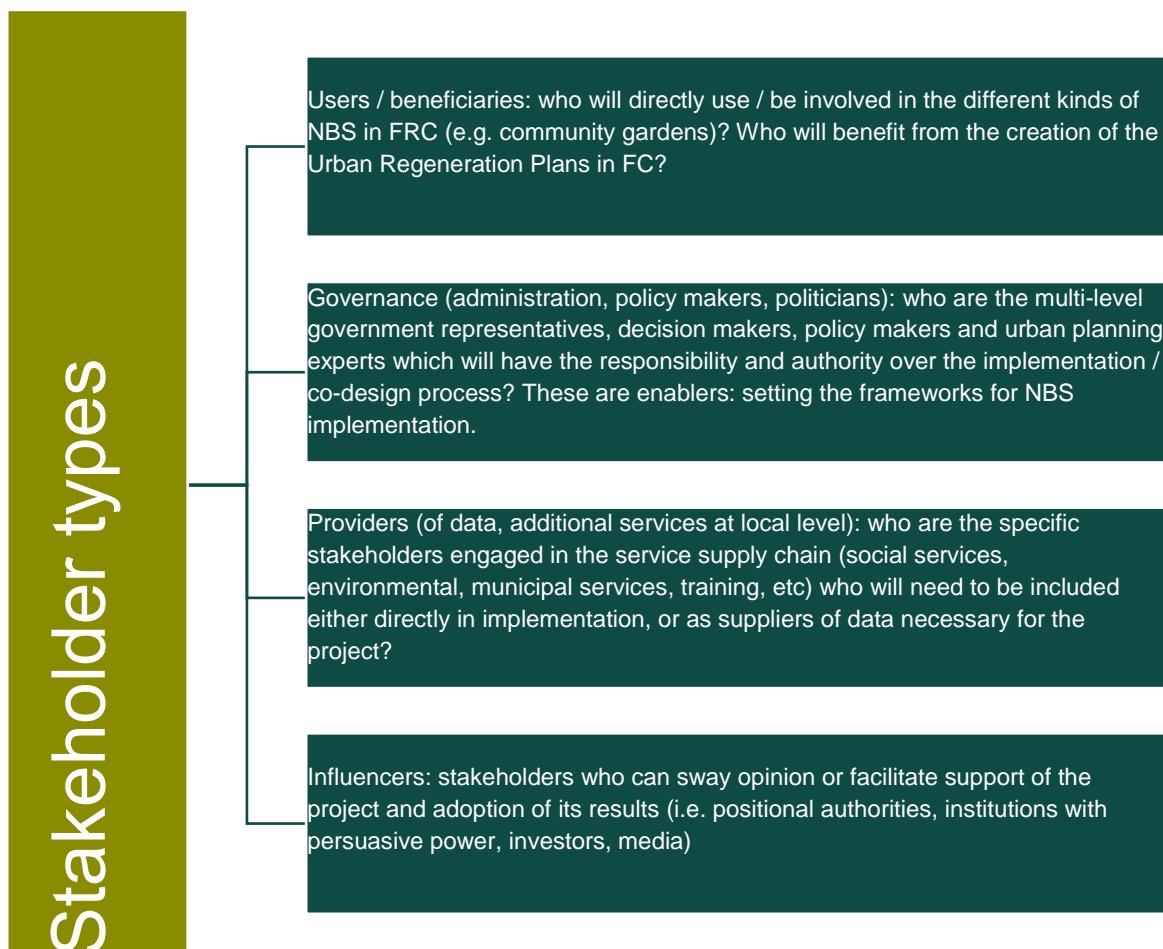 Stakeholder types
Users / beneficiaries: who will directly use / be involved in the different kinds of
NBS in FRC (e.g. community gardens)? Who will benefit from the creation of the
Urban Regeneration Plans in FC?
Governance (administration, policy makers, politicians): who are the multi-level
government representatives, decision makers, policy makers and urban planning
experts which will have the responsibility and authority over the implementation /
co-design process? These are enablers: setting the frameworks for NBS
implementation.
Providers (of data, additional services at local level): who are the specific
stakeholders engaged in the service supply chain (social services,
environmental, municipal services, training, etc) who will need to be included
either directly in implementation, or as suppliers of data necessary for the
project?
Influencers: stakeholders who can sway opinion or facilitate support of the
project and adoption of its results (i.e. positional authorities, institutions with
persuasive power, investors, media)